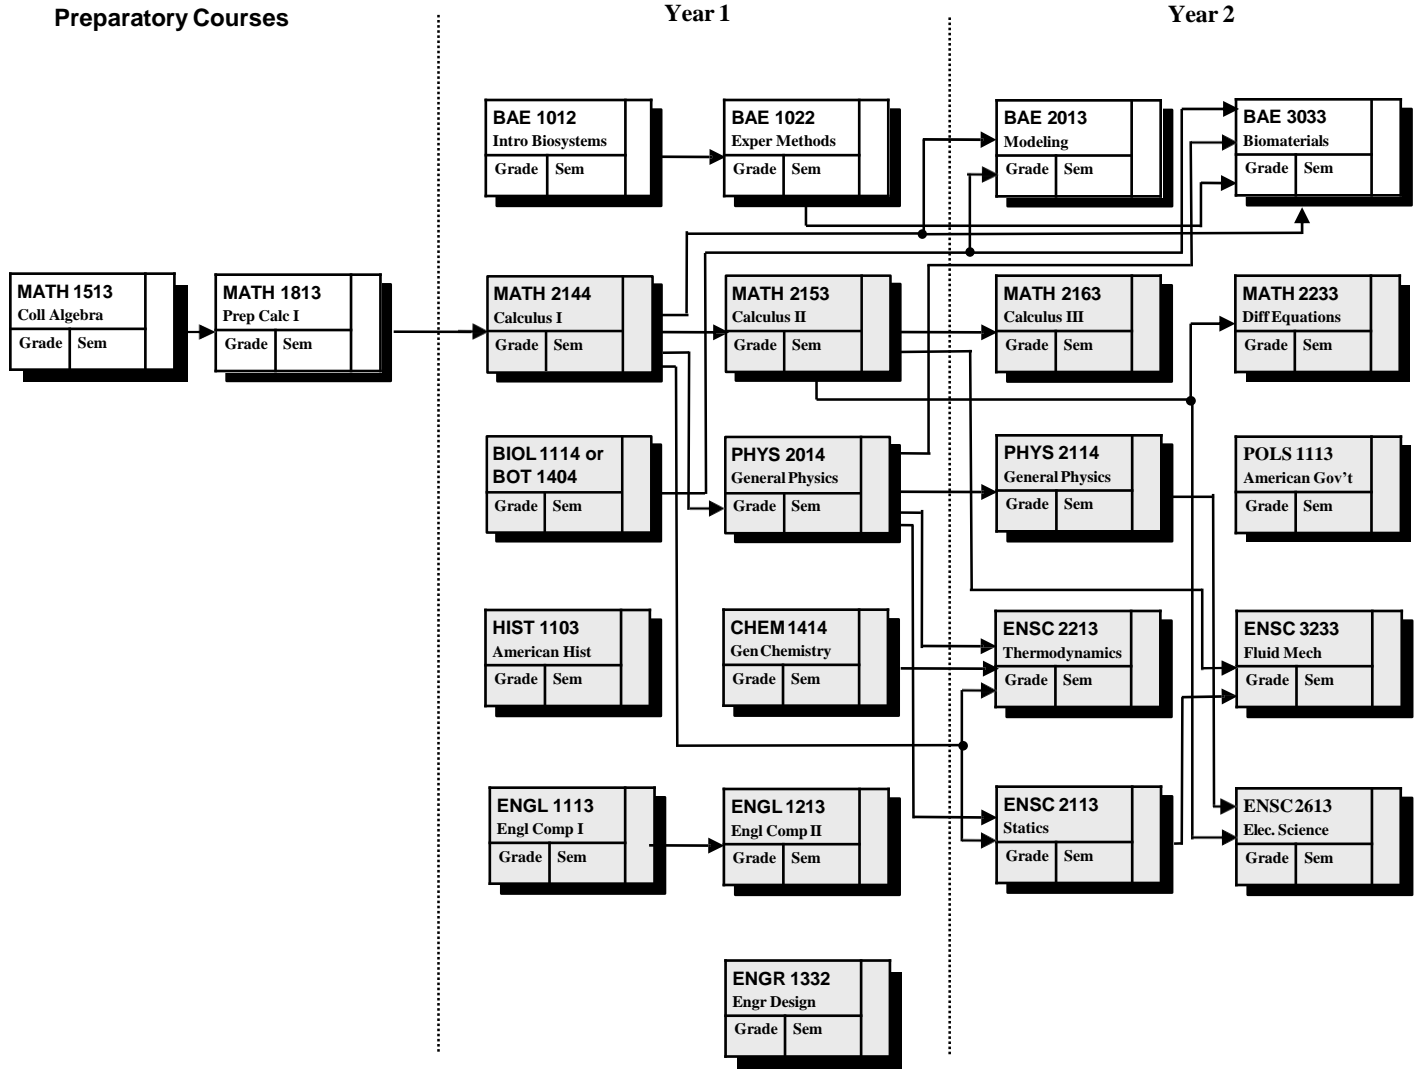 Preparatory Courses
Year 1
Year 2
BAE 1012
Intro Biosystems
Grade Sem
BAE 1022
Exper Methods
Grade Sem
BAE 2013
Modeling
Grade Sem
BAE 3033
Biomaterials
Grade Sem
MATH 1513
Coll Algebra
Grade Sem
MATH 1813
Prep Calc I
Grade Sem
MATH 2144
Calculus I
Grade Sem
MATH 2153
Calculus II
Grade Sem
MATH 2163
Calculus III
Grade Sem
MATH 2233
Diff Equations
Grade Sem
BIOL 1114 or
BOT 1404
Grade Sem
PHYS 2014
General Physics
Grade Sem
PHYS 2114
General Physics
Grade Sem
POLS 1113
American Gov't
Grade Sem
HIST 1103
American Hist
Grade Sem
CHEM 1414
Gen Chemistry
Grade Sem
ENSC 2213
Thermodynamics
Grade Sem
ENSC 3233
Fluid Mech
Grade Sem
ENGL 1113
Engl Comp I
Grade Sem
ENGL 1213
Engl Comp II
Grade Sem
ENSC 2113
Statics
Grade Sem
ENSC 2613
Elec. Science
Grade Sem
ENGR 1332
Engr Design
Grade Sem